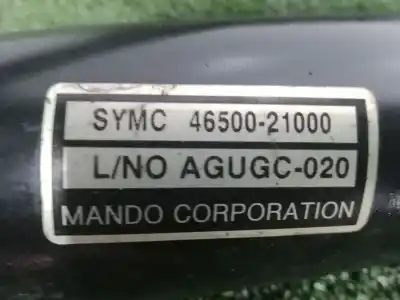 SYMC 46500-21000
L/NO AGUGC-020
MANDO CORPORATION